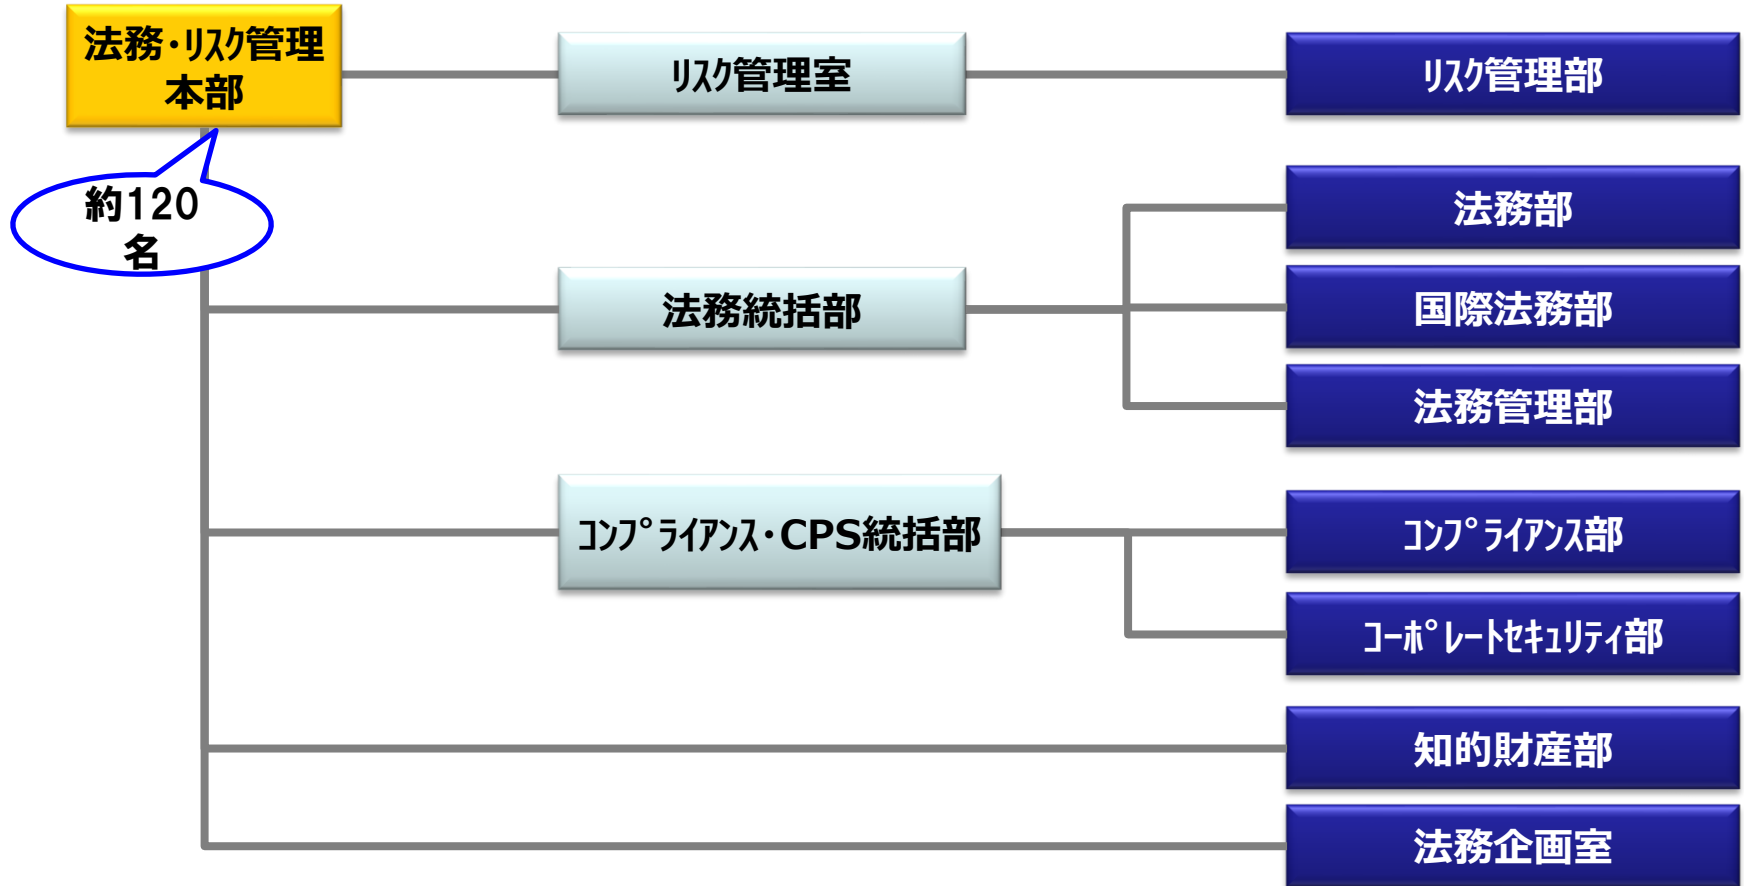 法務・ﾘｽｸ管理
本部
ﾘｽｸ管理室
ﾘｽｸ管理部
約120
名
法務部
法務統括部
国際法務部
法務管理部
ｺﾝﾌﾟﾗｲｱﾝｽ・CPS統括部
ｺﾝﾌﾟﾗｲｱﾝｽ部
ｺｰﾎﾟﾚｰﾄｾｷｭﾘﾃｨ部
知的財産部
法務企画室